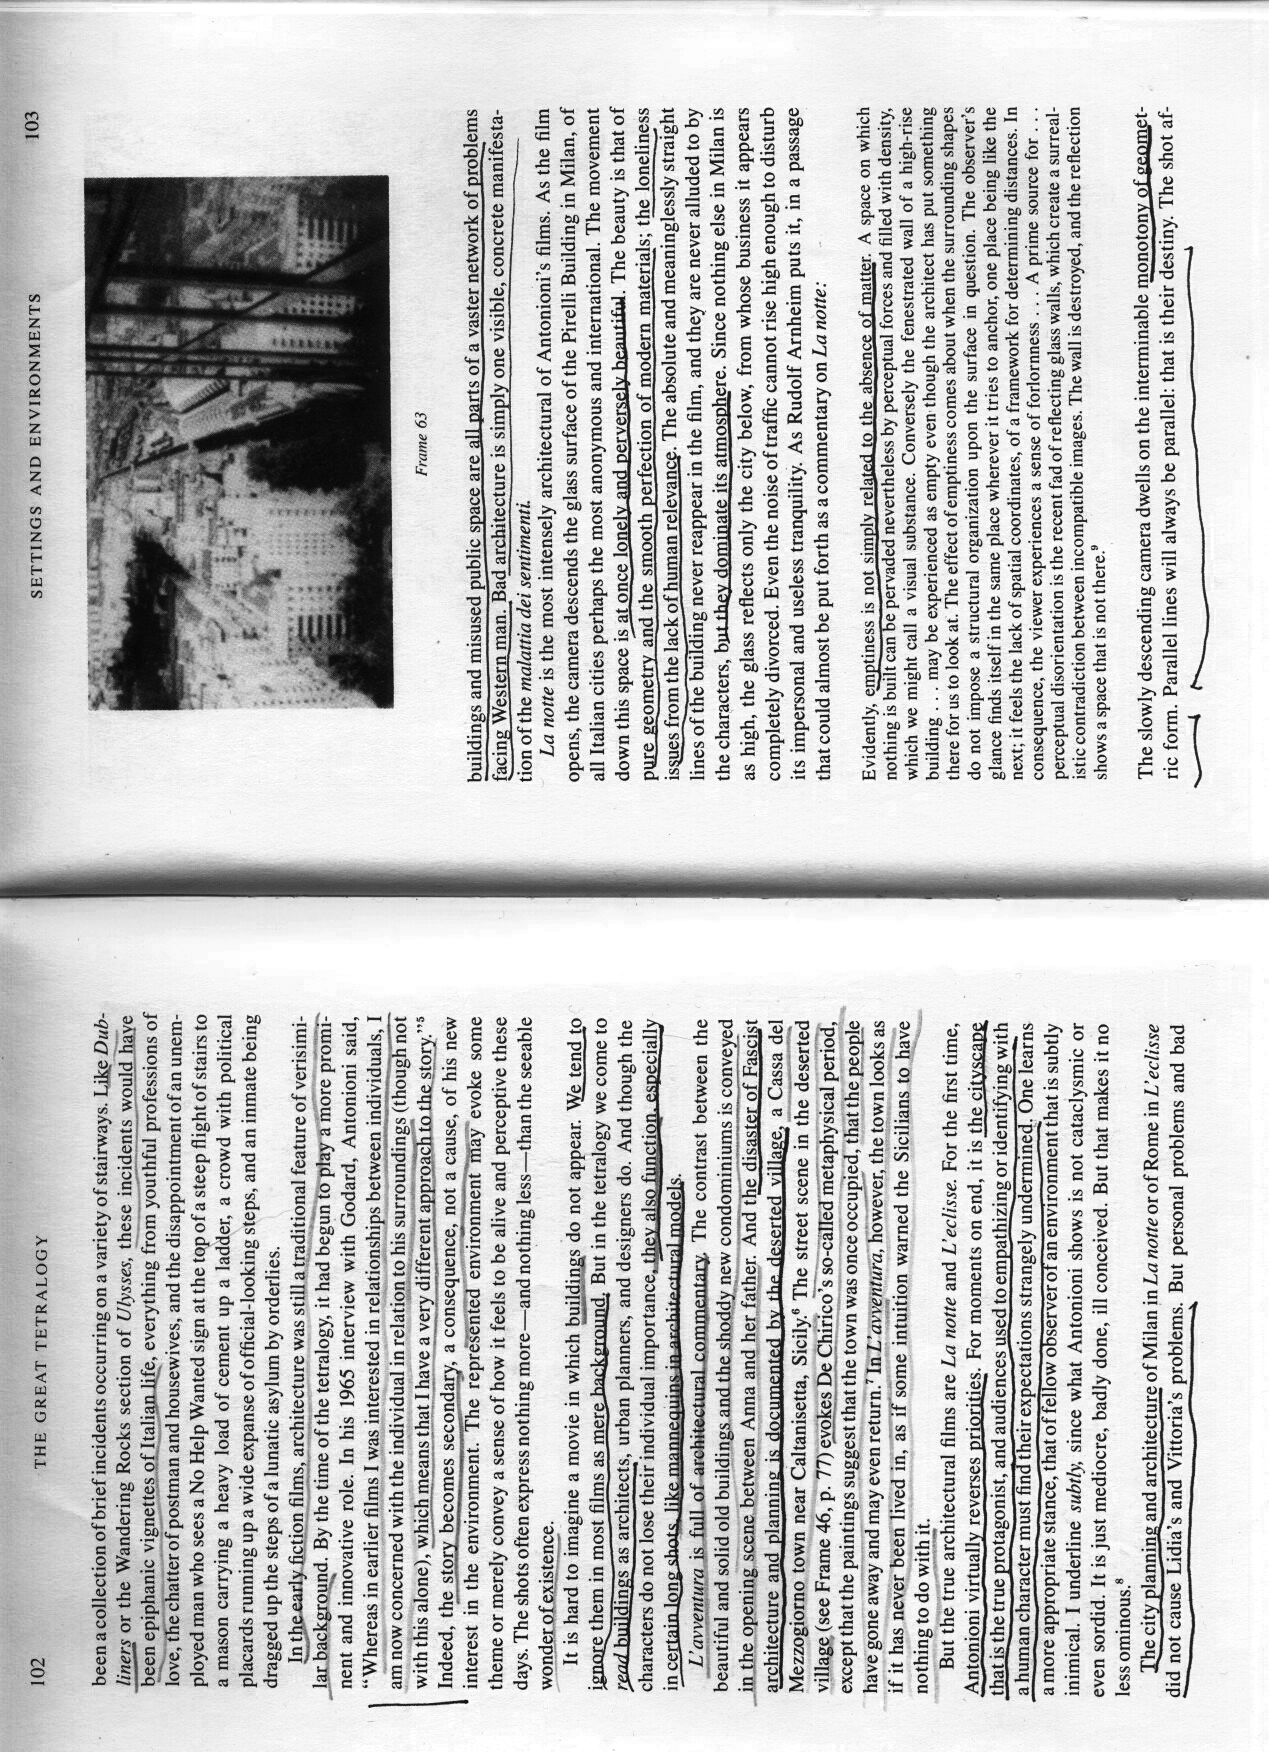 102 THE GREAT TETRALOGY
been a collection of brief incidents occurring on a variety of stairways. Like Dub-
liners or the Wandering Rocks section of Ulysses, these incidents would have
been epiphanic vignettes of Italian life, everything from youthful professions of
love, the chatter of postman and housewives, and the disappointment of an unem-
ployed man who sees a No Help Wanted sign at the top of a steep flight of stairs to
a mason carrying a heavy load of cement up a ladder, a crowd with political
placards running up a wide expanse of official-looking steps, and an inmate being
dragged up the steps of a lunatic asylum by orderlies.
In the early fiction films, architecture was still a traditional feature of verisimi-
lar background. By the time of the tetralogy, it had begun to play a more promi-
nent and innovative role. In his 1965 interview with Godard, Antonioni said,
“Whereas in earlier films I was interested in relationships between individuals, I
am now concerned with the individual in relation to his surroundings (though not
with this alone), which means that I have a very different approach to the story.”5
Indeed, the story becomes secondary, a consequence, not a cause, of his new
interest in the environment. The represented environment may evoke some
theme or merely convey a sense of how it feels to be alive and perceptive these
days. The shots often express nothing more—and nothing less—than the seeable
wonder of existence.
It is hard to imagine a movie in which buildings do not appear. We tend to
ignore them in most films as mere background. But in the tetralogy we come to
read buildings as architects, urban planners, and designers do. And though the
characters do not lose their individual importance, they also function, especially
in certain long shots, like mannequins in architectural models.
L'avventura is full of architectural commentary. The contrast between the
beautiful and solid old buildings and the shoddy new condominiums is conveyed
in the opening scene between Anna and her father. And the disaster of Fascist
architecture and planning is documented by the deserted village, a Cassa del
Mezzogiorno town near Caltanisetta, Sicily.6 The street scene in the deserted
village (see Frame 46, p. 77) evokes De Chirico's so-called metaphysical period,
except that the paintings suggest that the town was once occupied, that the people
have gone away and may even return.7 In L'avventura, however, the town looks as
if it has never been lived in, as if some intuition warned the Sicilians to have
nothing to do with it.
But the true architectural films are La notte and L'eclisse. For the first time,
Antonioni virtually reverses priorities. For moments on end, it is the cityscape
that is the true protagonist, and audiences used to empathizing or identifying with
a human character must find their expectations strangely undermined. One learns
a more appropriate stance, that of fellow observer of an environment that is subtly
inimical. I underline subtly, since what Antonioni shows is not cataclysmic or
even sordid. It is just mediocre, badly done, ill conceived. But that makes it no
less ominous.8
The city planning and architecture of Milan in La notte or of Rome in L'eclisse
did not cause Lidia's and Vittoria's problems. But personal problems and bad
SETTINGS AND ENVIRONMENTS 103
Frame 63
buildings and misused public space are all parts of a vaster network of problems
facing Western man. Bad architecture is simply one visible, concrete manifesta-
tion of the malattia dei sentimenti.
La notte is the most intensely architectural of Antonioni's films. As the film
opens, the camera descends the glass surface of the Pirelli Building in Milan, of
all Italian cities perhaps the most anonymous and international. The movement
down this space is at once lonely and perversely beautiful. The beauty is that of
pure geometry and the smooth perfection of modern materials; the loneliness
issues from the lack of human relevance. The absolute and meaninglessly straight
lines of the building never reappear in the film, and they are never alluded to by
the characters, but they dominate its atmosphere. Since nothing else in Milan is
as high, the glass reflects only the city below, from whose business it appears
completely divorced. Even the noise of traffic cannot rise high enough to disturb
its impersonal and useless tranquility. As Rudolf Arnheim puts it, in a passage
that could almost be put forth as a commentary on La notte:
Evidently, emptiness is not simply related to the absence of matter. A space on which
nothing is built can be pervaded nevertheless by perceptual forces and filled with density,
which we might call a visual substance. Conversely the fenestrated wall of a high-rise
building . . . may be experienced as empty even though the architect has put something
there for us to look at. The effect of emptiness comes about when the surrounding shapes
do not impose a structural organization upon the surface in question. The observer's
glance finds itself in the same place wherever it tries to anchor, one place being like the
next; it feels the lack of spatial coordinates, of a framework for determining distances. In
consequence, the viewer experiences a sense of forlornness . . . . A prime source for . . .
perceptual disorientation is the recent fad of reflecting glass walls, which create a surreal-
istic contradiction between incompatible images. The wall is destroyed, and the reflection
shows a space that is not there.9
The slowly descending camera dwells on the interminable monotony of geomet-
ric form. Parallel lines will always be parallel: that is their destiny. The shot af-